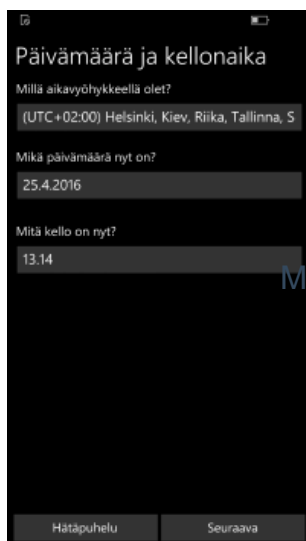 Päivämäärä ja kellonaika
Millä aikavyöhykkeellä olet?
(UTC+02:00) Helsinki, Kiev, Riika, Tallinna, S
Mikä päivämäärä nyt on?
25.4.2016
Mitä kello on nyt?
13.14
M
Hätäpuhelu
Seuraava